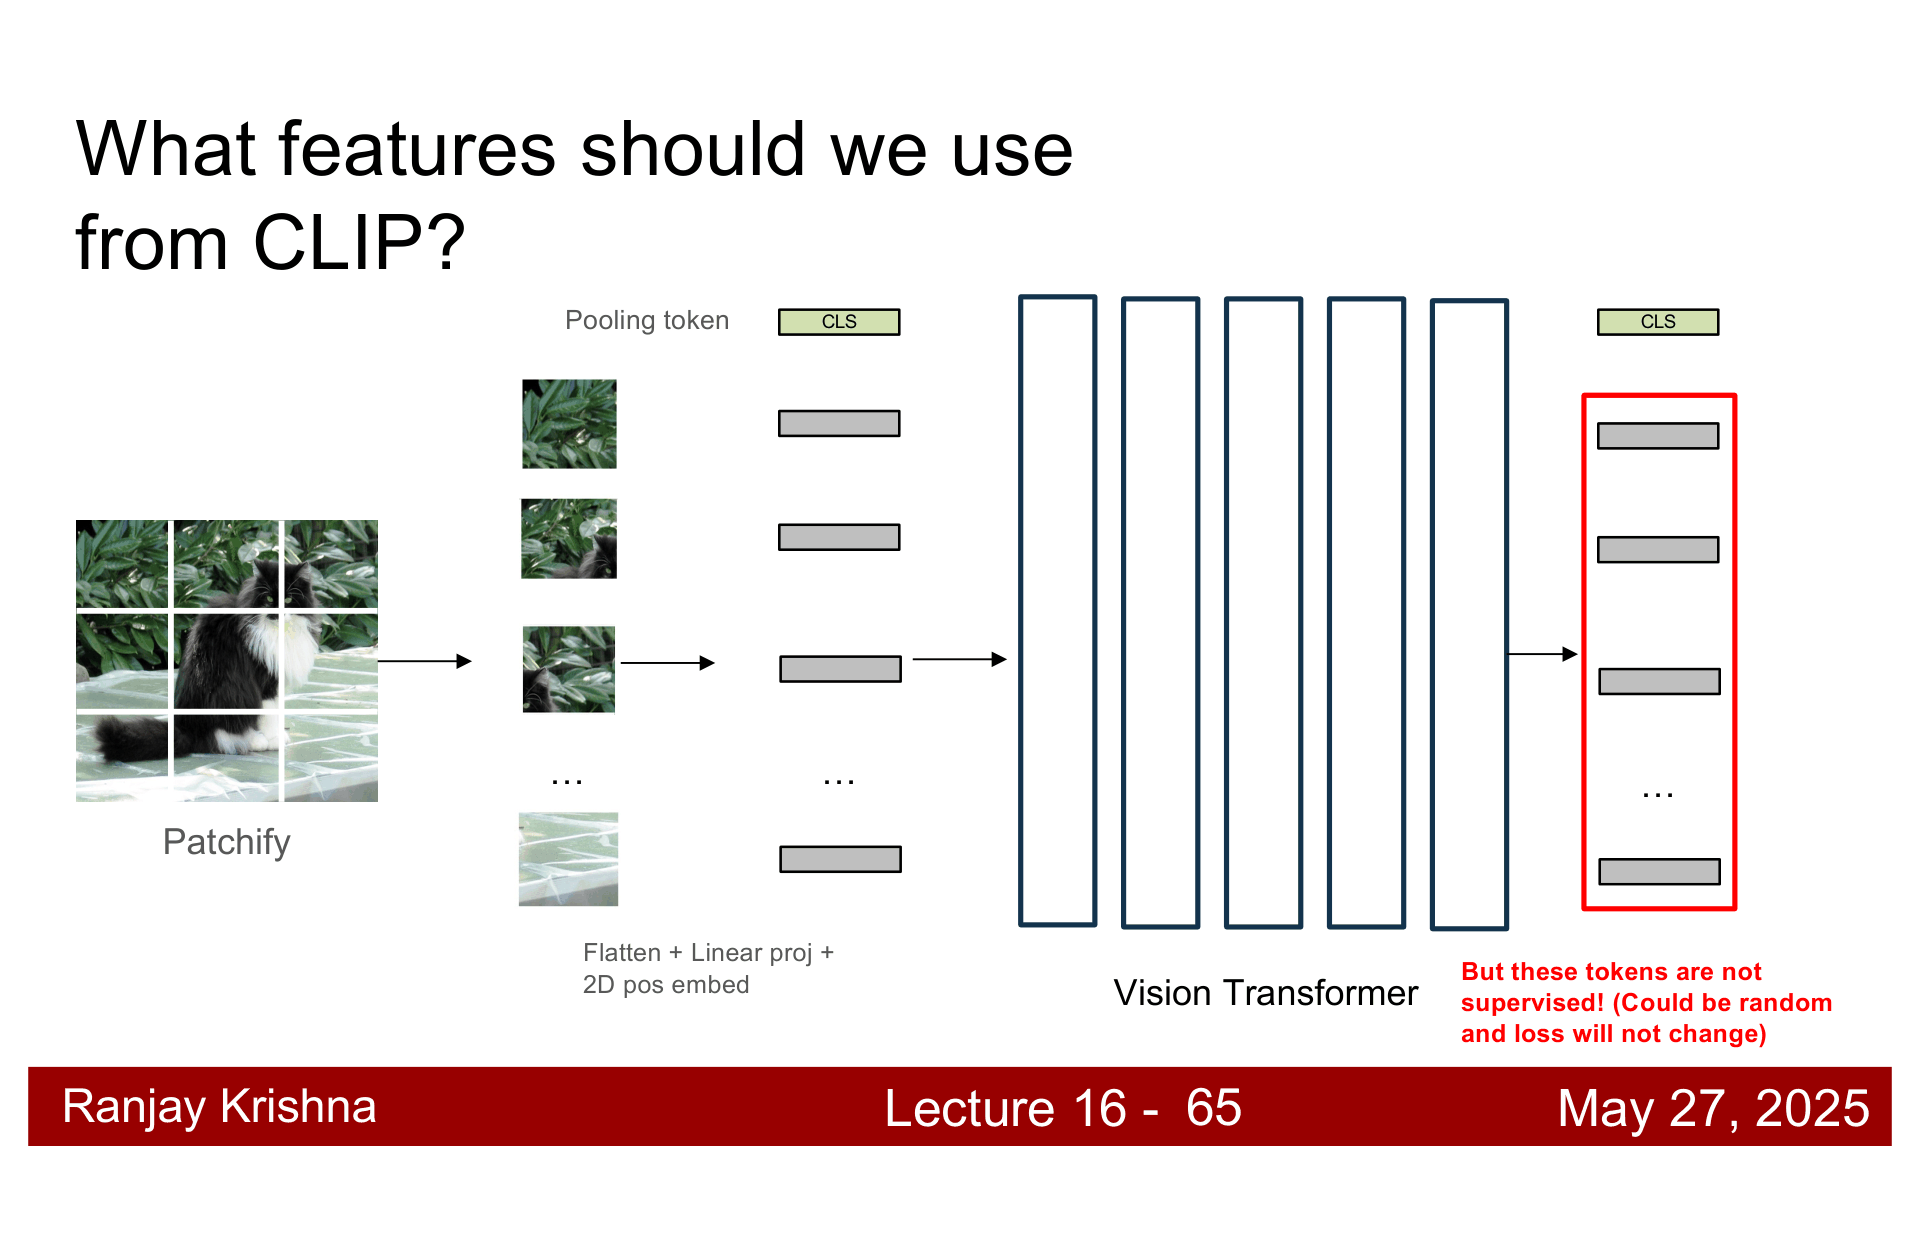 What features should we use
from CLIP?
Pooling token
CLS
CLS
...
...
...
Patchify
Flatten + Linear proj +
2D pos embed
Vision Transformer
But these tokens are not
supervised! (Could be random
and loss will not change)
Ranjay Krishna
Lecture 16 - 65
May 27, 2025